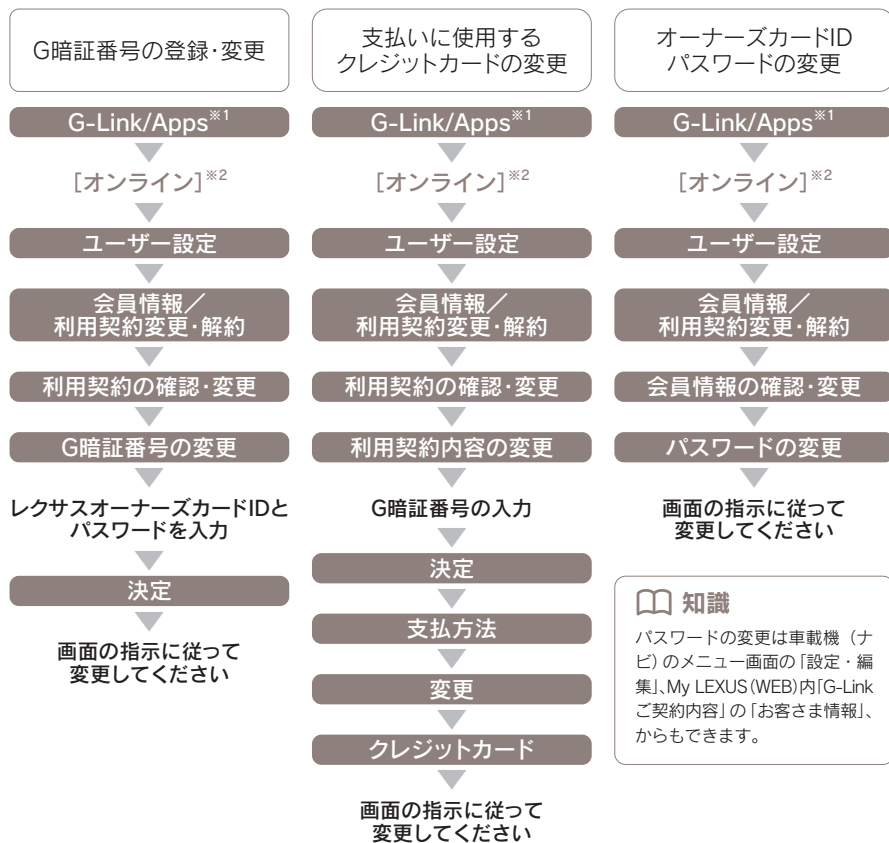 G暗証番号の登録・変更
G-Link/Apps※1
[オンライン]※2
ユーザー設定
会員情報／
利用契約変更・解約
利用契約の確認・変更
G暗証番号の変更
レクサスオーナーズカードIDと
パスワードを入力
決定
画面の指示に従って
変更してください
支払いに使用する
クレジットカードの変更
G-Link/Apps※1
[オンライン]※2
ユーザー設定
会員情報／
利用契約変更・解約
利用契約の確認・変更
利用契約内容の変更
G暗証番号の入力
決定
支払方法
変更
クレジットカード
画面の指示に従って
変更してください
オーナーズカードID
パスワードの変更
G-Link/Apps※1
[オンライン]※2
ユーザー設定
会員情報／
利用契約変更・解約
会員情報の確認・変更
パスワードの変更
画面の指示に従って
変更してください
知識
パスワードの変更は車載機（ナ
ビ）のメニュー画面の「設定・編
集」、My LEXUS（WEB）内「G-Link
ご契約内容」の「お客さま情報」、
からもできます。